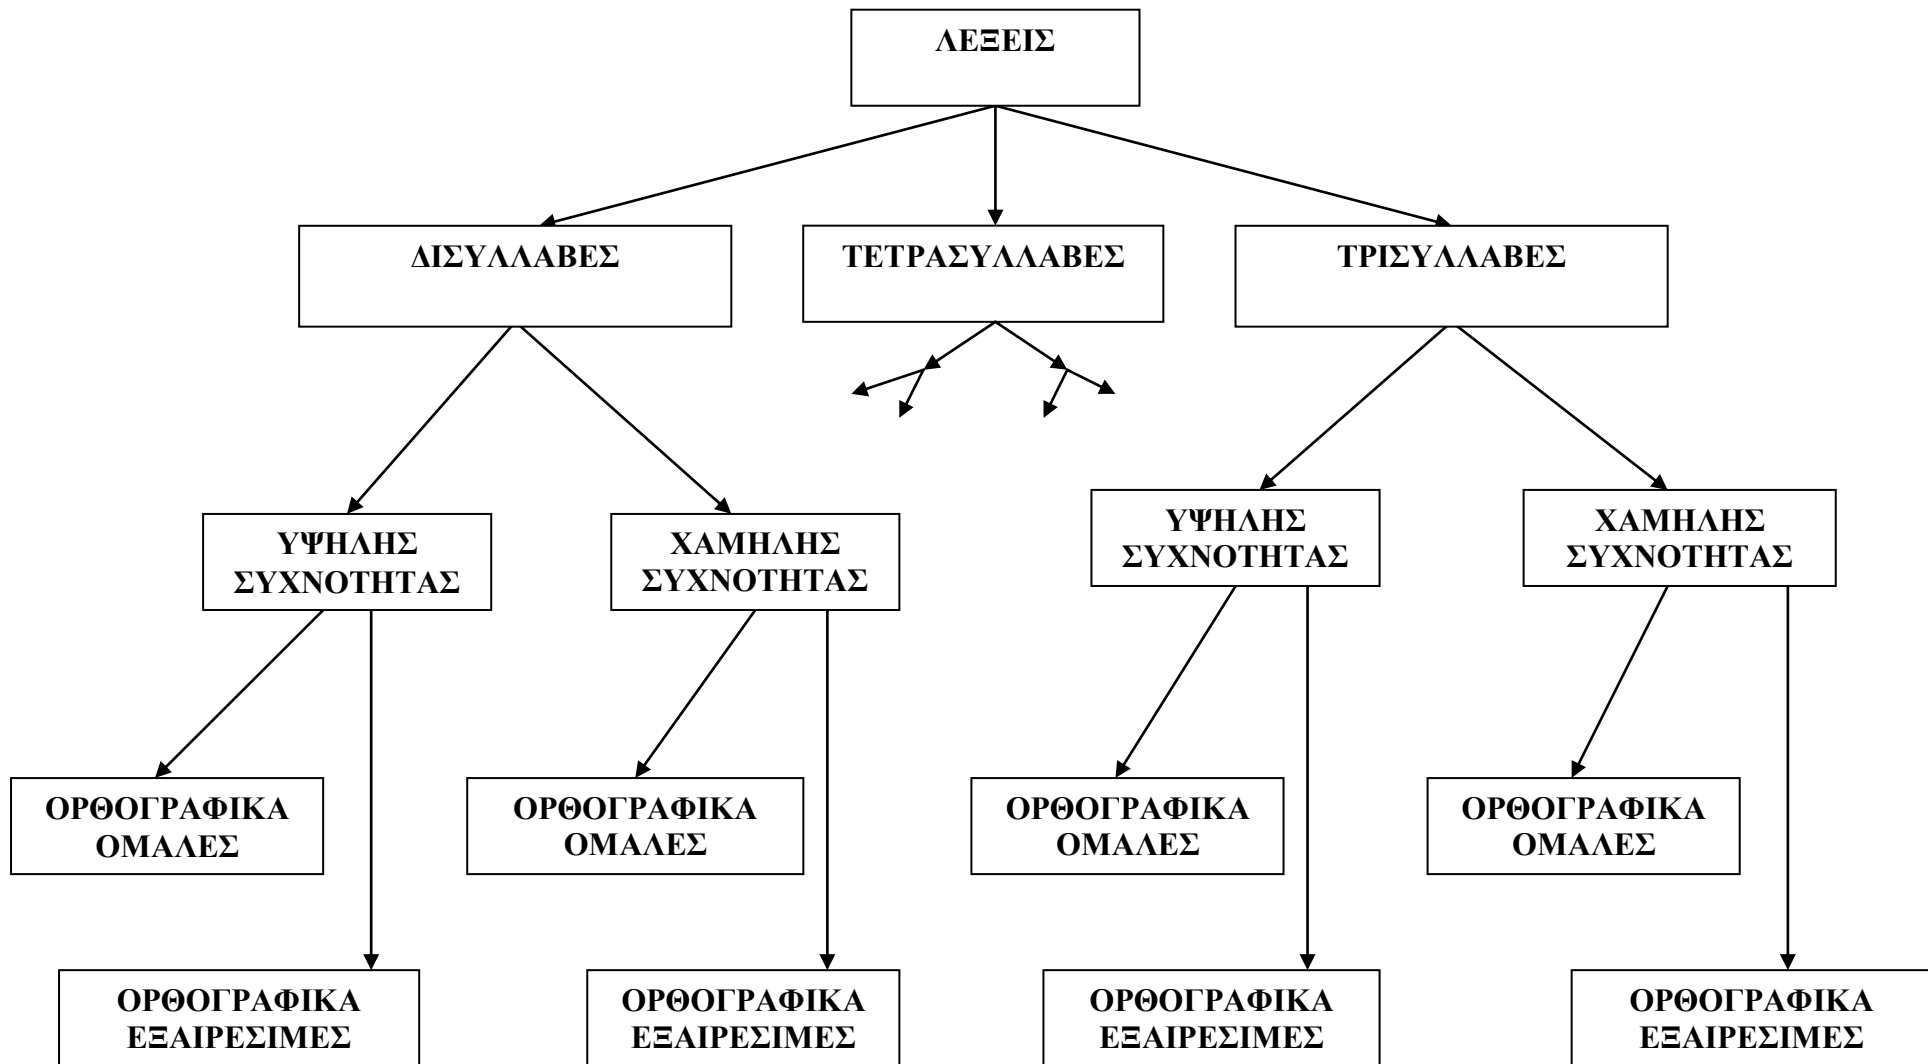 ΛΕΞΕΙΣ
ΔΙΣΥΛΛΑΒΕΣ
ΤΕΤΡΑΣΥΛΛΑΒΕΣ
ΤΡΙΣΥΛΛΑΒΕΣ
ΥΨΗΛΗΣ
ΣΥΧΝΟΤΗΤΑΣ
ΧΑΜΗΛΗΣ
ΣΥΧΝΟΤΗΤΑΣ
ΥΨΗΛΗΣ
ΣΥΧΝΟΤΗΤΑΣ
ΧΑΜΗΛΗΣ
ΣΥΧΝΟΤΗΤΑΣ
ΟΡΘΟΓΡΑΦΙΚΑ
ΟΜΑΛΕΣ
ΟΡΘΟΓΡΑΦΙΚΑ
ΟΜΑΛΕΣ
ΟΡΘΟΓΡΑΦΙΚΑ
ΟΜΑΛΕΣ
ΟΡΘΟΓΡΑΦΙΚΑ
ΟΜΑΛΕΣ
ΟΡΘΟΓΡΑΦΙΚΑ
ΕΞΑΙΡΕΣΙΜΕΣ
ΟΡΘΟΓΡΑΦΙΚΑ
ΕΞΑΙΡΕΣΙΜΕΣ
ΟΡΘΟΓΡΑΦΙΚΑ
ΕΞΑΙΡΕΣΙΜΕΣ
ΟΡΘΟΓΡΑΦΙΚΑ
ΕΞΑΙΡΕΣΙΜΕΣ